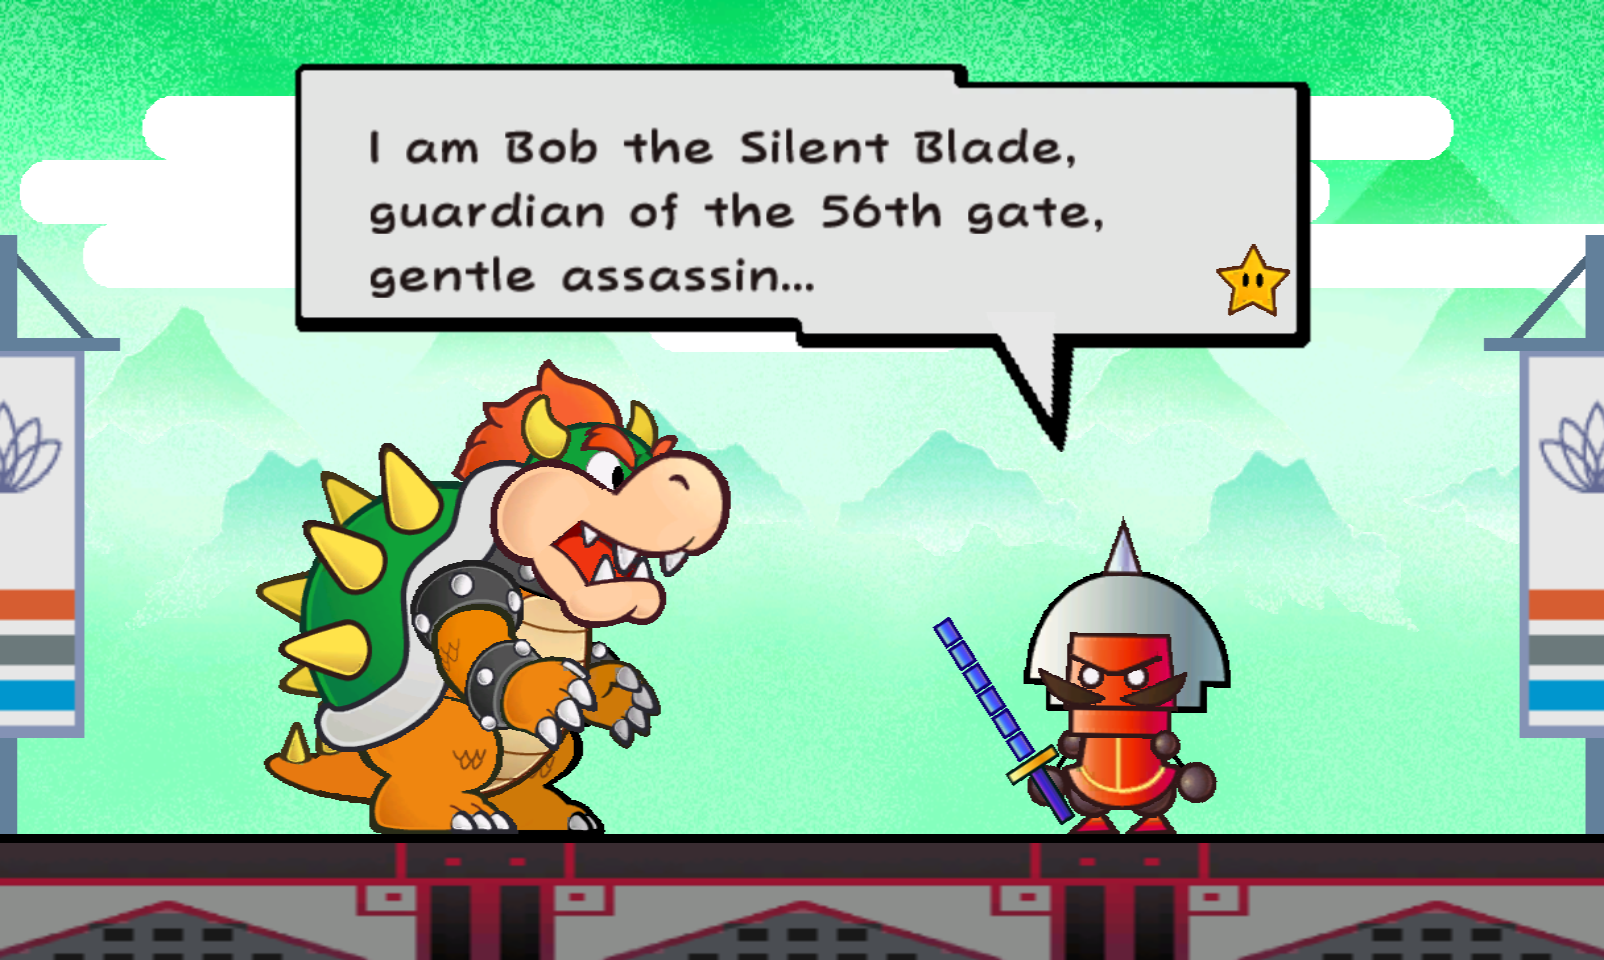 I am Bob the Silent Blade,
guardian of the 56th gate,
gentle assassin...